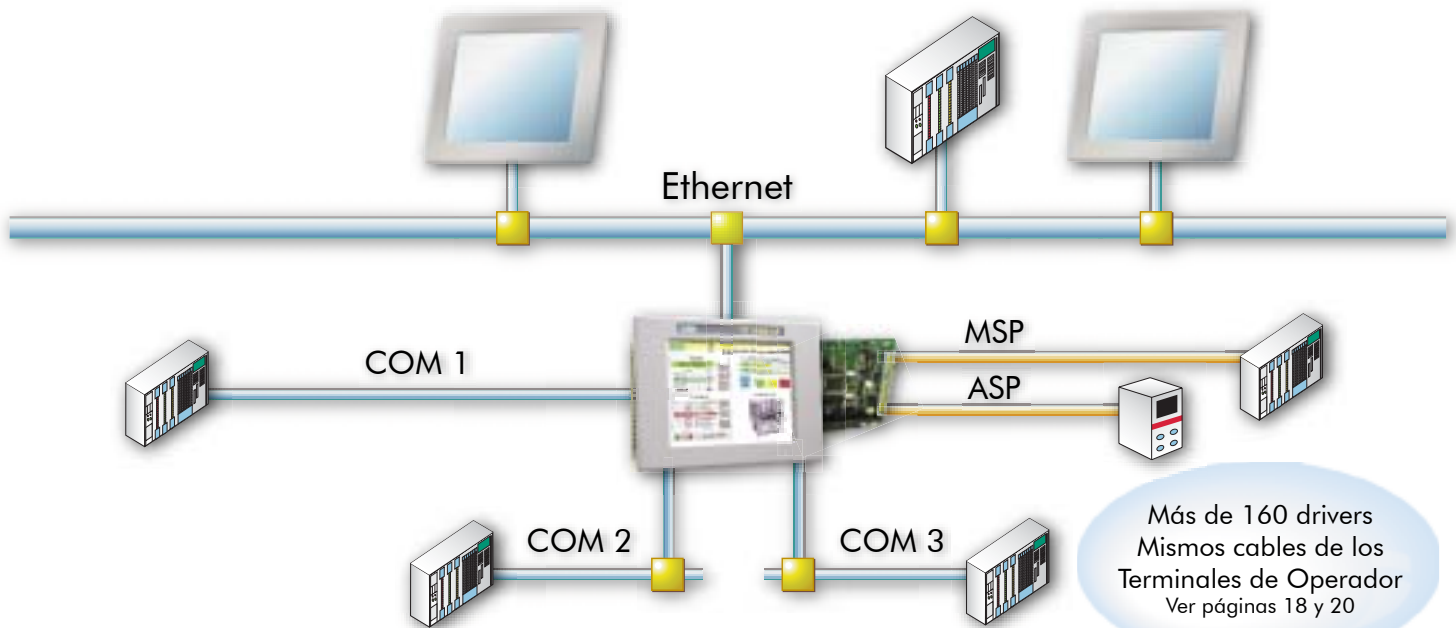 Ethernet
COM 1
MSP
ASP
COM 2
COM 3
Más de 160 drivers
Mismos cables de los
Terminales de Operador
Ver páginas 18 y 20